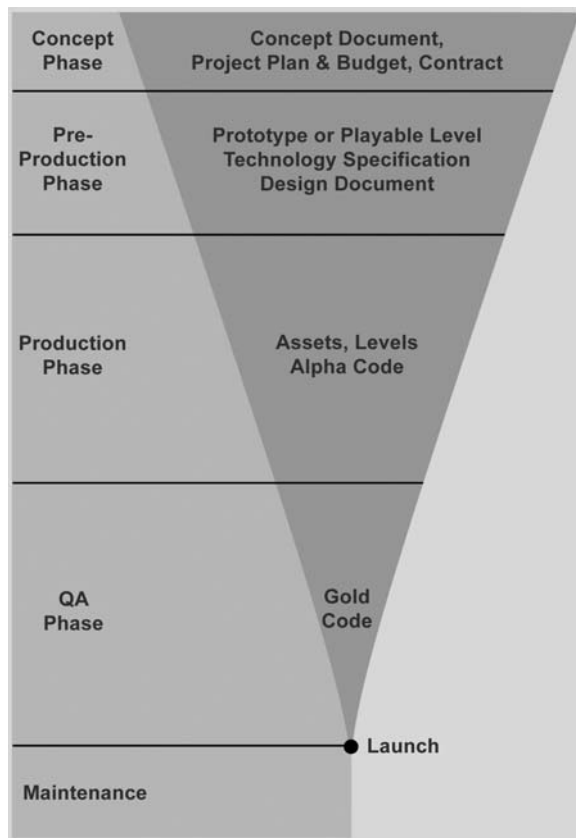 Concept
Phase
Concept Document,
Project Plan & Budget, Contract
Pre-
Production
Phase
Prototype or Playable Level
Technology Specification
Design Document
Production
Phase
Assets, Levels
Alpha Code
QA
Phase
Gold
Code
Launch
Maintenance